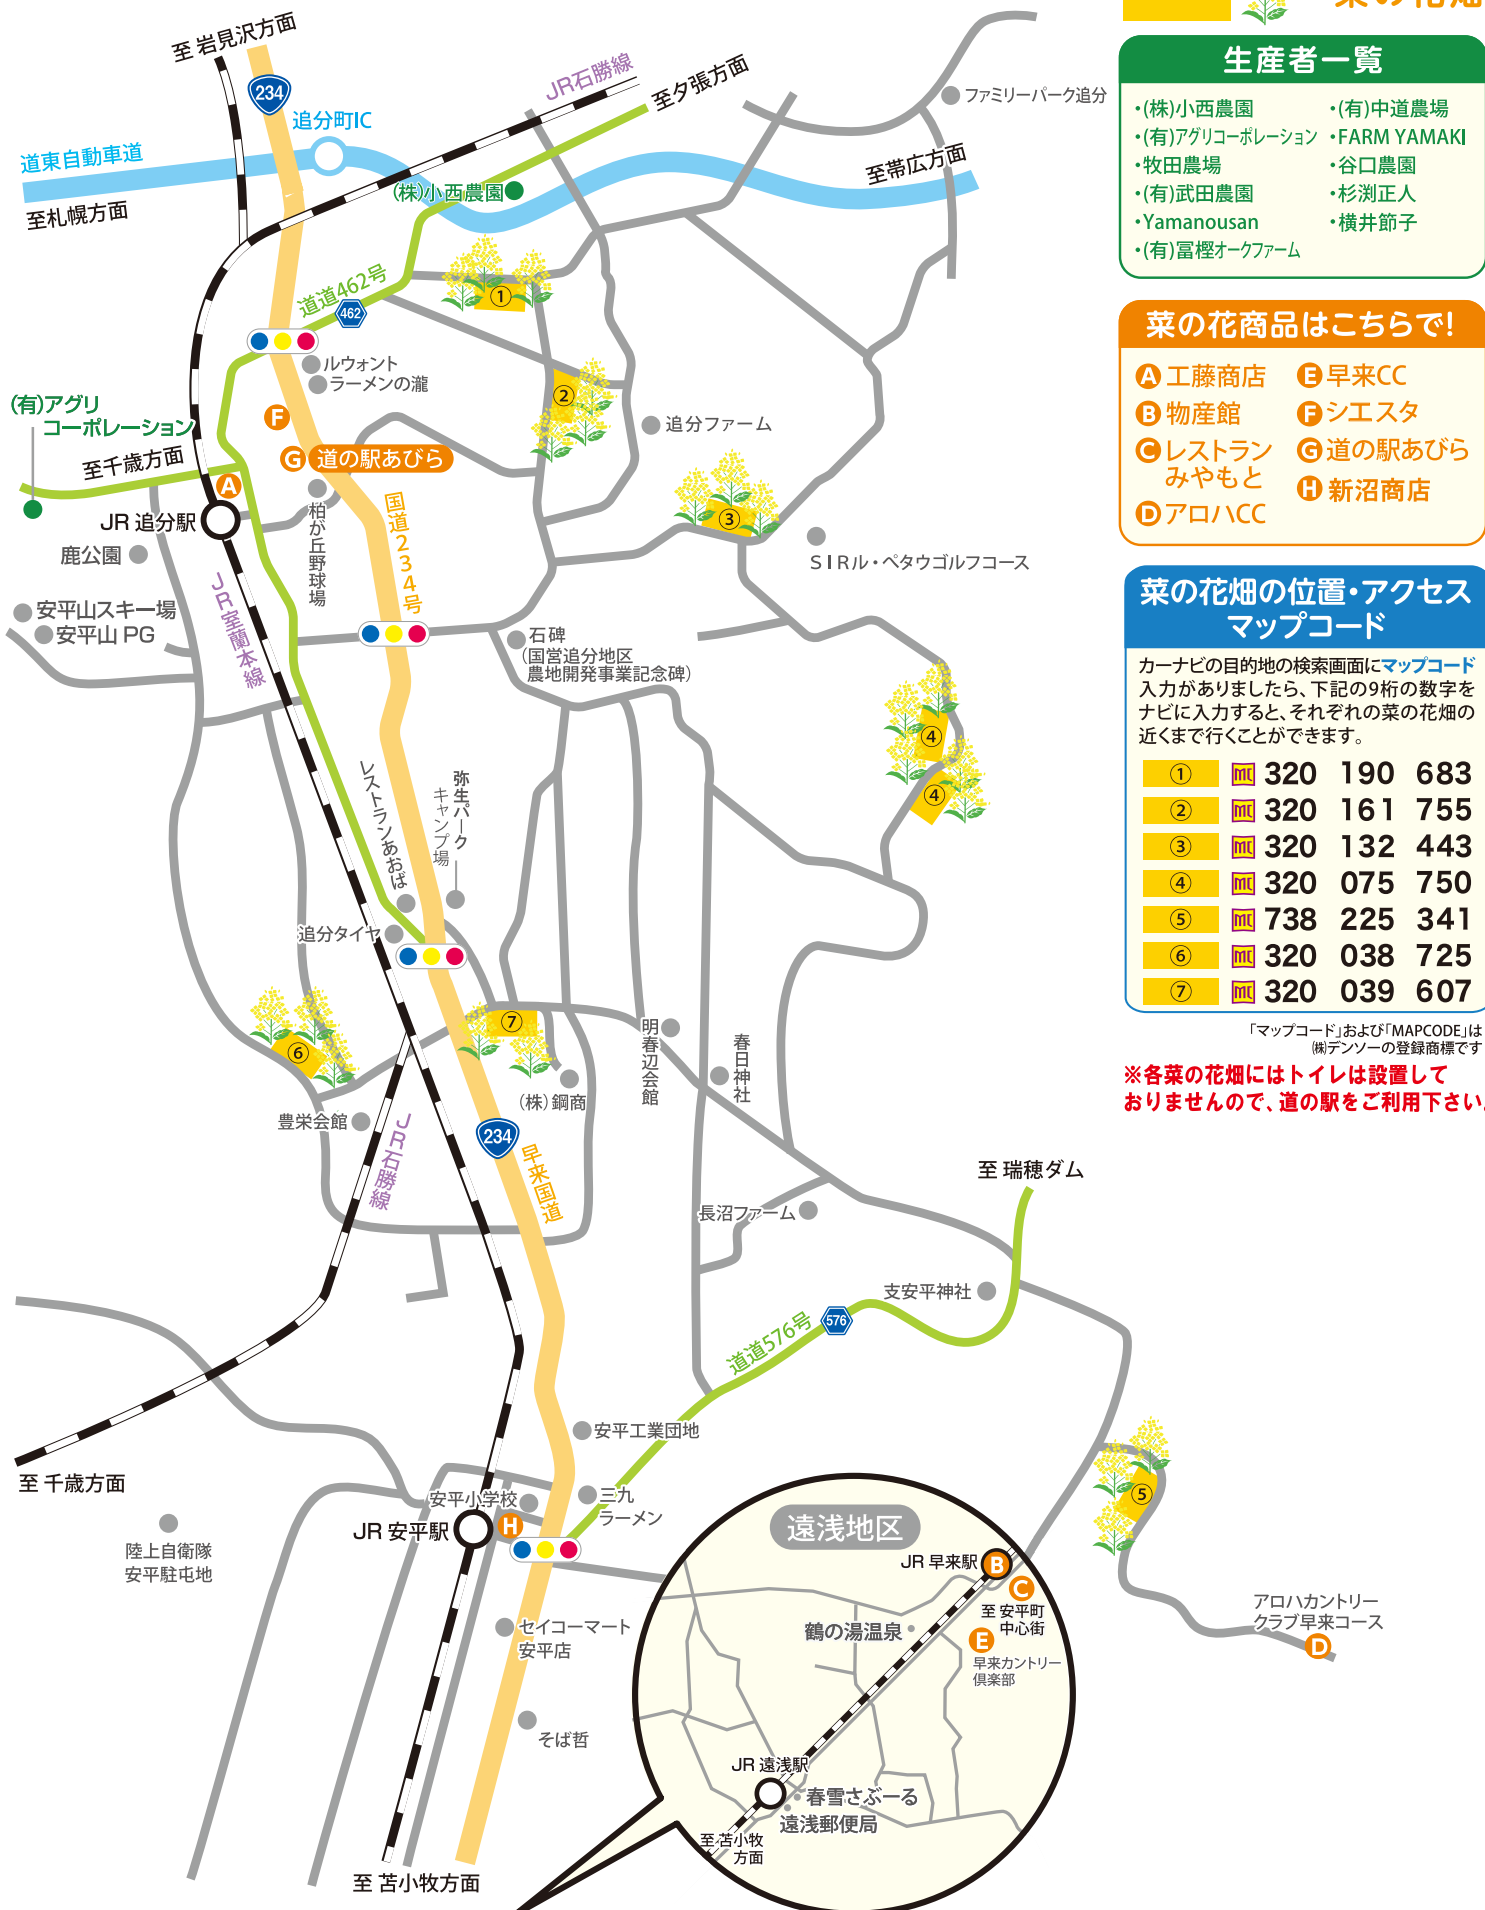 菜の花畑
生産者一覧
・(株)小西農園
・(有)アグリコーポレーション
・牧田農場
・(有)武田農園
・Yamanousan
・(有)冨樫オークファーム
・(有)中道農場
・FARM YAMAKI
・谷口農園
・杉渕正人
・横井節子
菜の花商品はこちらで!
A 工藤商店
B 物産館
C レストラン
みやもと
D アロハCC
E 早来CC
F シエスタ
G 道の駅あびら
H 新沼商店
菜の花畑の位置・アクセス
マップコード
カーナビの目的地の検索画面にマップコード
入力がありましたら、下記の9桁の数字を
ナビに入力すると、それぞれの菜の花畑の
近くまで行くことができます。
① MC 320 190 683
② MC 320 161 755
③ MC 320 132 443
④ MC 320 075 750
⑤ MC 738 225 341
⑥ MC 320 038 725
⑦ MC 320 039 607
「マップコード」および「MAPCODE」は
㈱デンソーの登録商標です
※各菜の花畑にはトイレは設置して
おりませんので、道の駅をご利用下さい。
至 岩見沢方面
234
追分町IC
JR石勝線
至夕張方面
ファミリーパーク追分
道東自動車道
至札幌方面
(株)小西農園
至帯広方面
道道462号
462
①
ルウォント
ラーメンの瀧
②
(有)アグリ
コーポレーション
F
追分ファーム
G 道の駅あびら
至千歳方面
A
JR 追分駅
柏が丘野球場
国道234号
③
SIRル・ペタウゴルフコース
鹿公園
安平山スキー場
安平山 PG
JR室蘭本線
石碑
(国営追分地区
農地開発事業記念碑)
④
④
レストランあおば
弥生パーク
キャンプ場
追分タイヤ
⑦
⑥
明春辺会館
春日神社
(株)鋼商
豊栄会館
JR石勝線
234
早来国道
至 瑞穂ダム
長沼ファーム
支安平神社
道道576号
576
安平工業団地
至 千歳方面
安平小学校
三九
ラーメン
JR 安平駅
H
陸上自衛隊
安平駐屯地
⑤
遠浅地区
JR 早来駅
B
C
至 安平町
中心街
鶴の湯温泉
E
早来カントリー
倶楽部
アロハカントリー
クラブ早来コース
D
セイコーマート
安平店
そば哲
JR 遠浅駅
春雪さぶーる
遠浅郵便局
至 苫小牧
方面
至 苫小牧方面